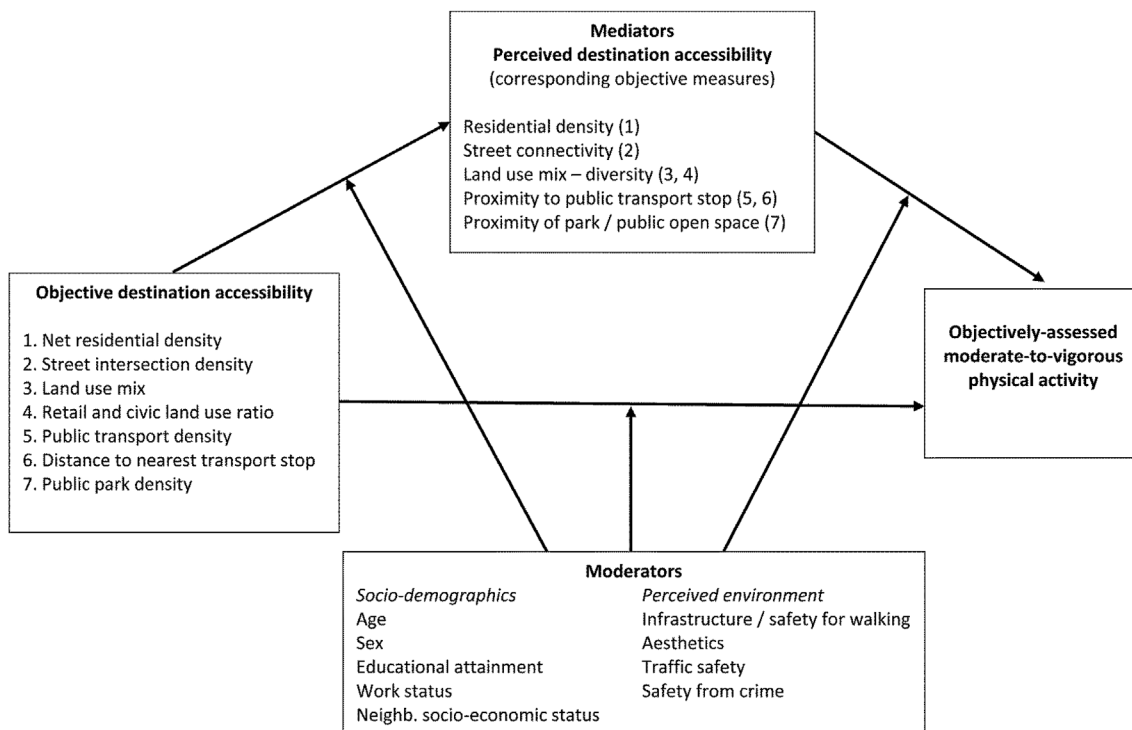 Mediators
Perceived destination accessibility
(corresponding objective measures)
Residential density (1)
Street connectivity (2)
Land use mix – diversity (3, 4)
Proximity to public transport stop (5, 6)
Proximity of park / public open space (7)
Objective destination accessibility
1. Net residential density
2. Street intersection density
3. Land use mix
4. Retail and civic land use ratio
5. Public transport density
6. Distance to nearest transport stop
7. Public park density
Objectively-assessed
moderate-to-vigorous
physical activity
Moderators
Socio-demographics
Age
Sex
Educational attainment
Work status
Neighb. socio-economic status
Perceived environment
Infrastructure / safety for walking
Aesthetics
Traffic safety
Safety from crime